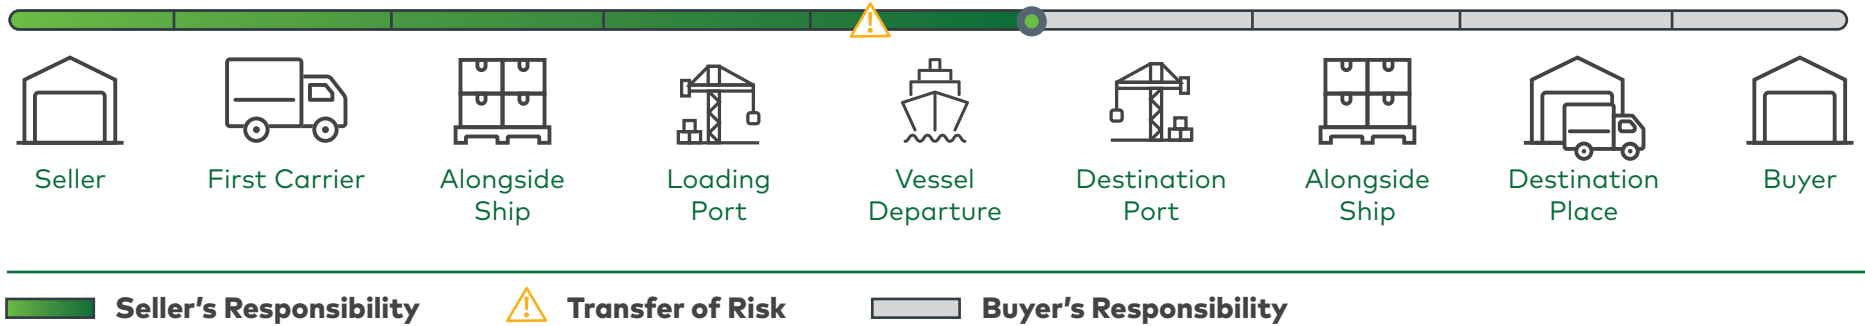 Seller
First Carrier
Alongside
Ship
Loading
Port
Vessel
Departure
Destination
Port
Alongside
Ship
Destination
Place
Buyer
Seller's Responsibility
Transfer of Risk
Buyer's Responsibility